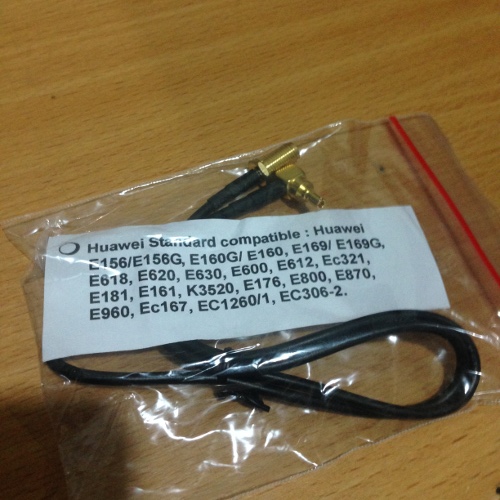 Huawei Standard compatible : Huawei
E156/E156G, E160G/ E160, E169/ E169G,
E618, E620, E630, E600, E612, Ec321,
E181, E161, K3520, E176, E800, E870,
E960, Ec167, EC1260/1, EC306-2.